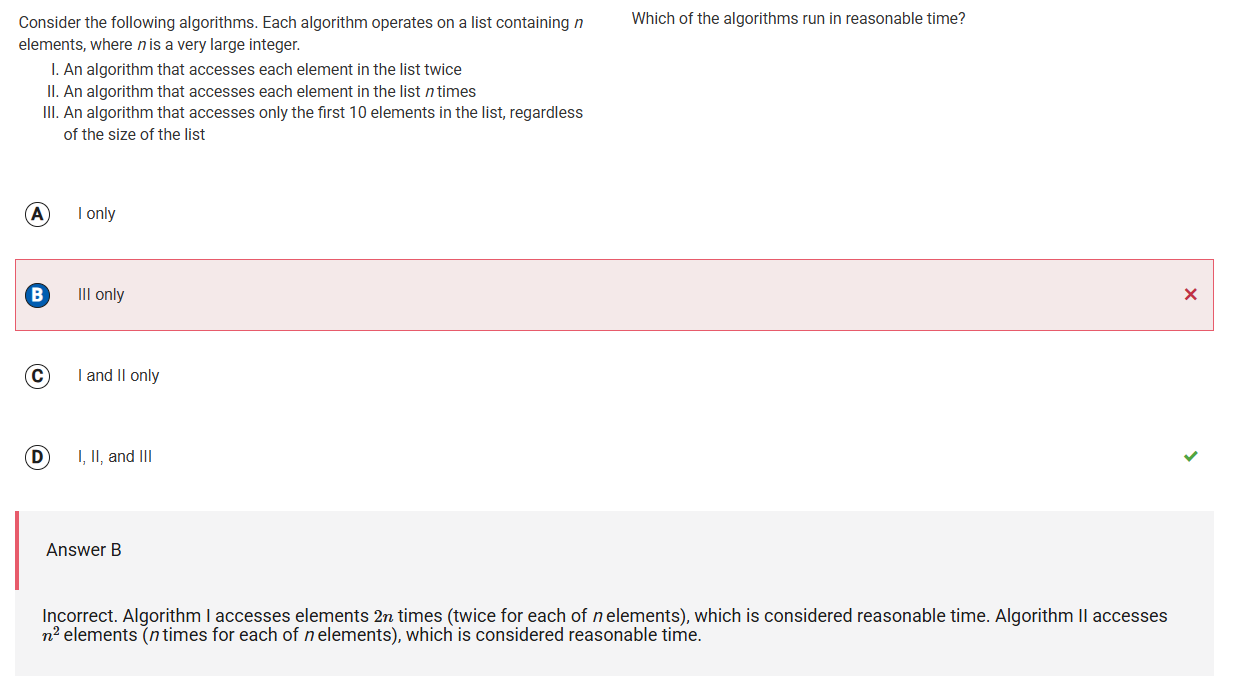 Consider the following algorithms. Each algorithm operates on a list containing n
elements, where n is a very large integer.
I. An algorithm that accesses each element in the list twice
II. An algorithm that accesses each element in the list n times
III. An algorithm that accesses only the first 10 elements in the list, regardless
of the size of the list
Which of the algorithms run in reasonable time?
A I only
B III only
C I and II only
D I, II, and III
Answer B
Incorrect. Algorithm I accesses elements 2n times (twice for each of n elements), which is considered reasonable time. Algorithm II accesses
n² elements (n times for each of n elements), which is considered reasonable time.